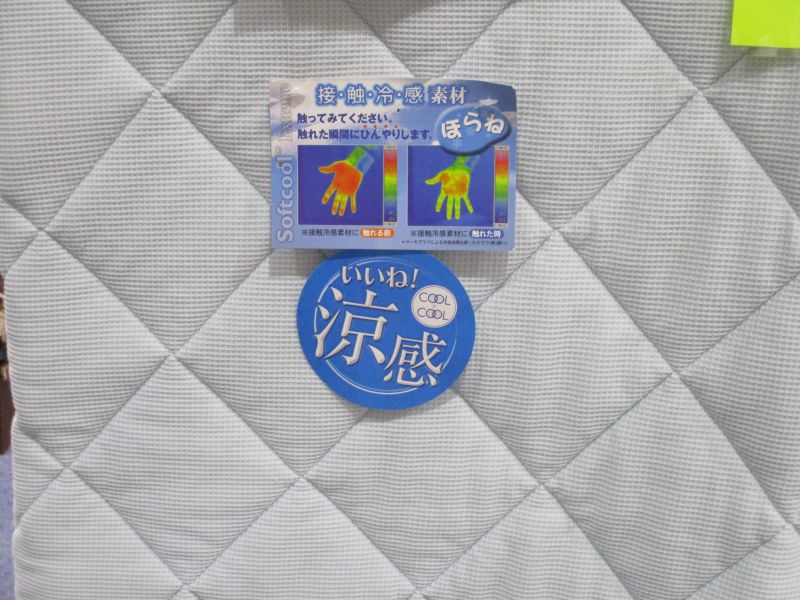 接・触・冷・感 素材
触ってみてください。
触れた瞬間にひんやりします。
ほらね
Softcool Extreme
※接触冷感素材に 触れる前
※接触冷感素材に 触れた時
いいね!
COOL
COOL
涼感